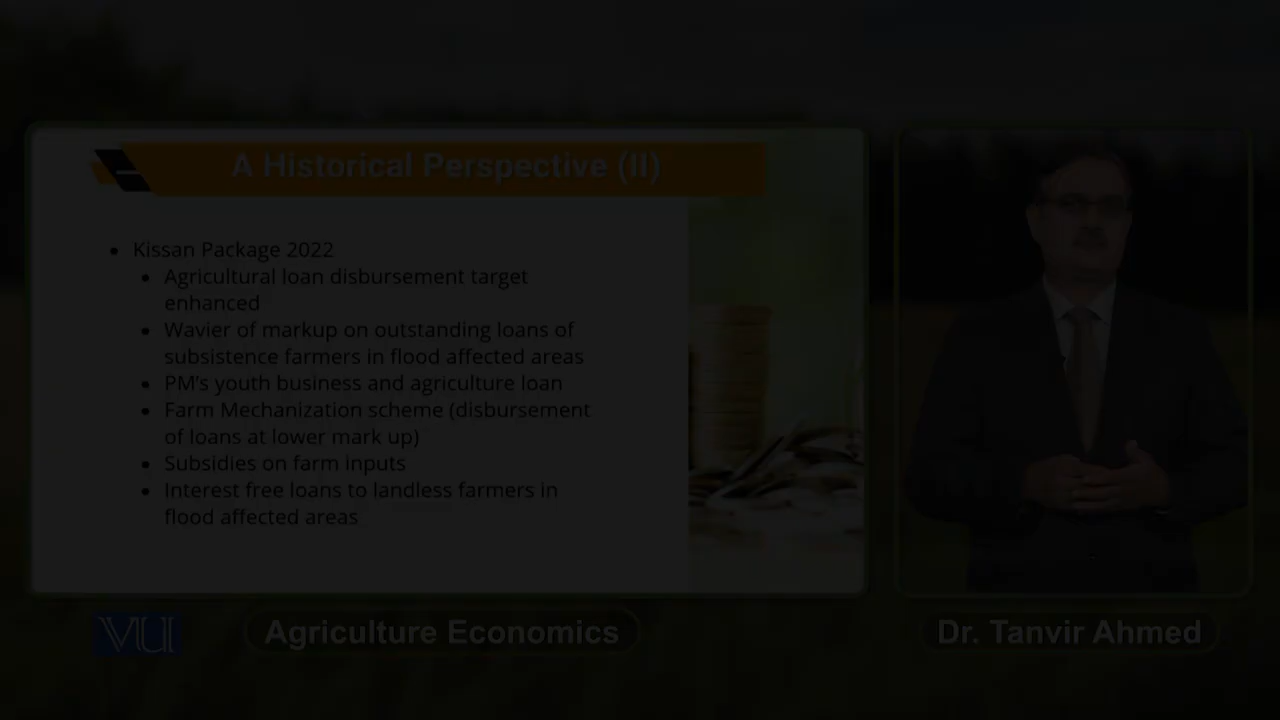 A Historical Perspective (II)
Kissan Package 2022
Agricultural loan disbursement target
enhanced
Wavier of markup on outstanding loans of
subsistence farmers in flood affected areas
PM's youth business and agriculture loan
Farm Mechanization scheme (disbursement
of loans at lower mark up)
Subsidies on farm inputs
Interest free loans to landless farmers in
flood affected areas
VU
Agriculture Economics
Dr. Tanvir Ahmed